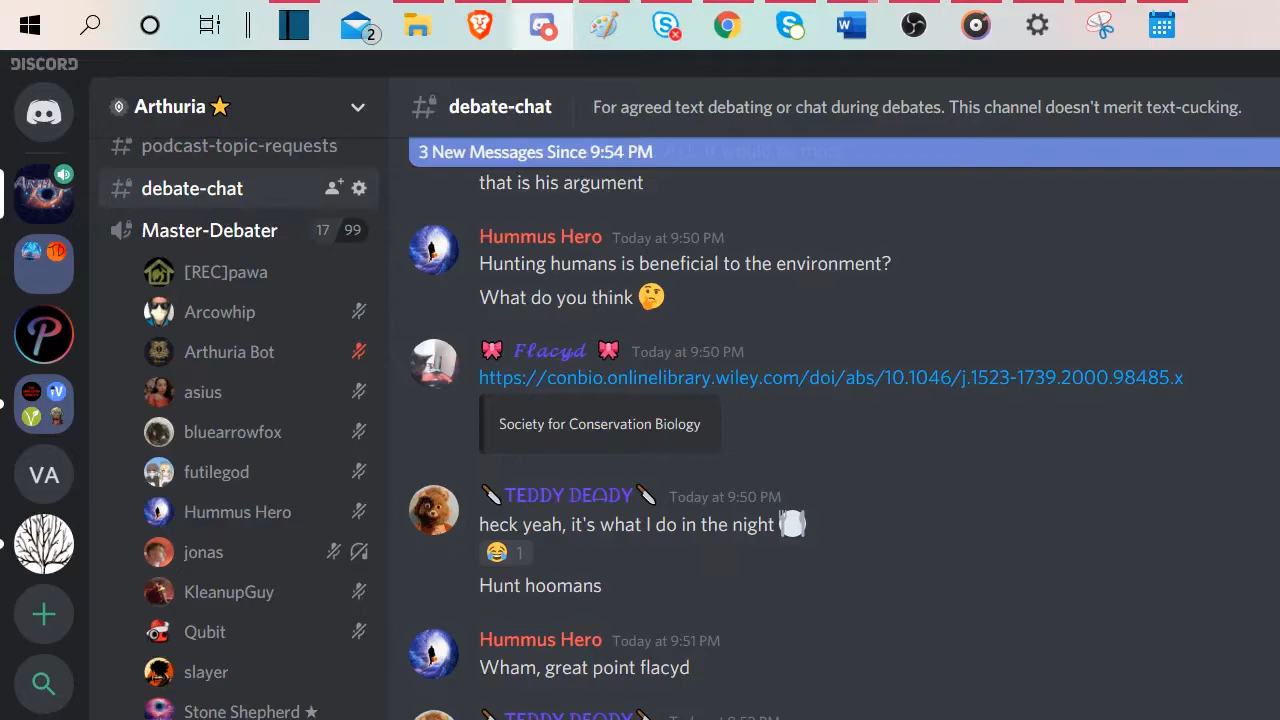 2
DISCORD
Arthuria
debate-chat
For agreed text debating or chat during debates. This channel doesn't merit text-cucking.
podcast-topic-requests
debate-chat
Master-Debater
17 99
[REC]pawa
Arcowhip
Arthuria Bot
asius
bluearrowfox
futilegod
Hummus Hero
jonas
KleanupGuy
Qubit
slayer
Stone Shepherd ★
VA
3 New Messages Since 9:54 PM
that is his argument
Hummus Hero Today at 9:50 PM
Hunting humans is beneficial to the environment?
What do you think 🤔
🎀 𝓕𝓵𝓪𝓬𝔂𝓭 🎀 Today at 9:50 PM
https://conbio.onlinelibrary.wiley.com/doi/abs/10.1046/j.1523-1739.2000.98485.x
Society for Conservation Biology
🔪TEDDY DEᗝDY🔪 Today at 9:50 PM
heck yeah, it's what I do in the night 🍽
😂 1
Hunt hoomans
Hummus Hero Today at 9:51 PM
Wham, great point flacyd